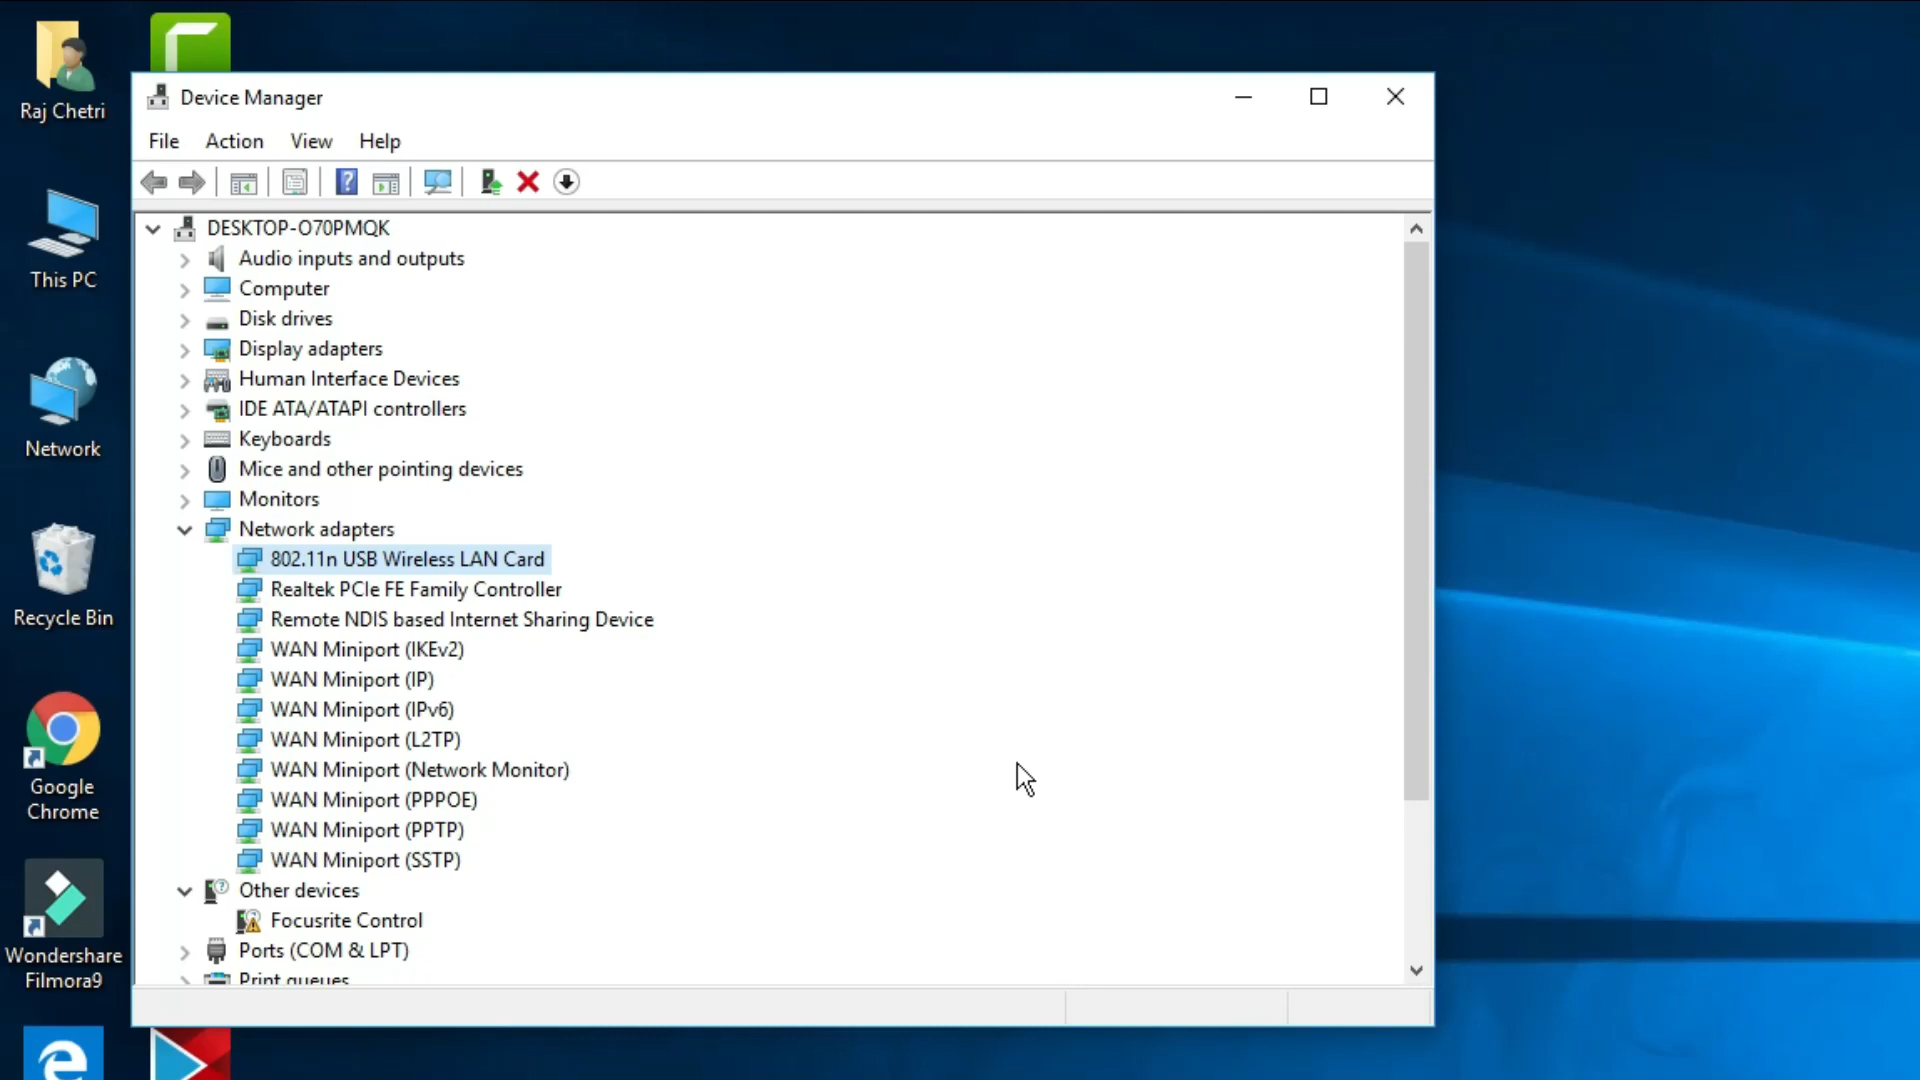 Raj Chetri
This PC
Network
Recycle Bin
Google
Chrome
Wondershare
Filmora9
Device Manager
File Action View Help
DESKTOP-O70PMQK
Audio inputs and outputs
Computer
Disk drives
Display adapters
Human Interface Devices
IDE ATA/ATAPI controllers
Keyboards
Mice and other pointing devices
Monitors
Network adapters
802.11n USB Wireless LAN Card
Realtek PCIe FE Family Controller
Remote NDIS based Internet Sharing Device
WAN Miniport (IKEv2)
WAN Miniport (IP)
WAN Miniport (IPv6)
WAN Miniport (L2TP)
WAN Miniport (Network Monitor)
WAN Miniport (PPPOE)
WAN Miniport (PPTP)
WAN Miniport (SSTP)
Other devices
Focusrite Control
Ports (COM & LPT)
Print queues